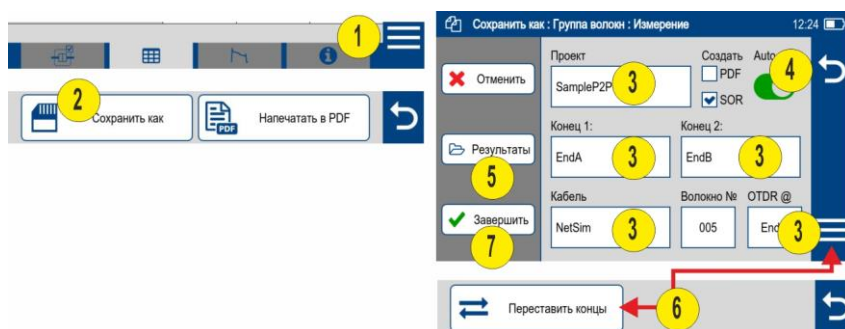 1
2
Сохранить как
PDF
Напечатать в PDF
Сохранить как : Группа волокн : Измерение
12:24
Отменить
Проект
SampleP2P
3
Создать
PDF
SOR
Auto
4
Результаты
5
Конец 1:
EndA
3
Конец 2:
EndB
3
Завершить
7
Кабель
NetSim
3
Волокно №
005
OTDR @
End
3
Переставить концы
6